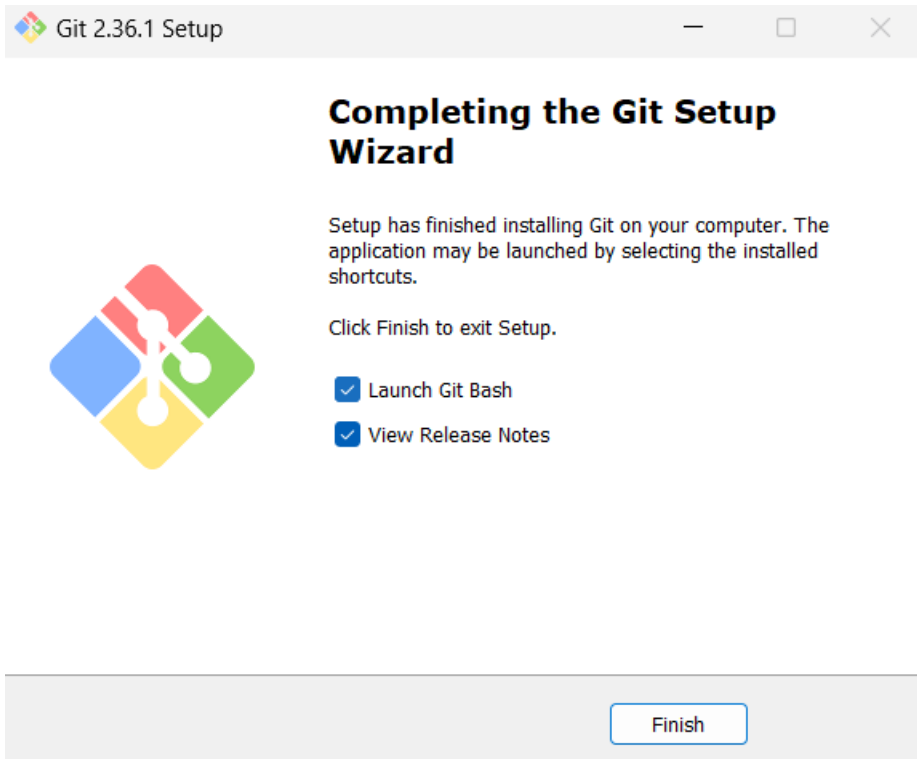 Git 2.36.1 Setup
Completing the Git Setup
Wizard
Setup has finished installing Git on your computer. The
application may be launched by selecting the installed
shortcuts.
Click Finish to exit Setup.
Launch Git Bash
View Release Notes
Finish